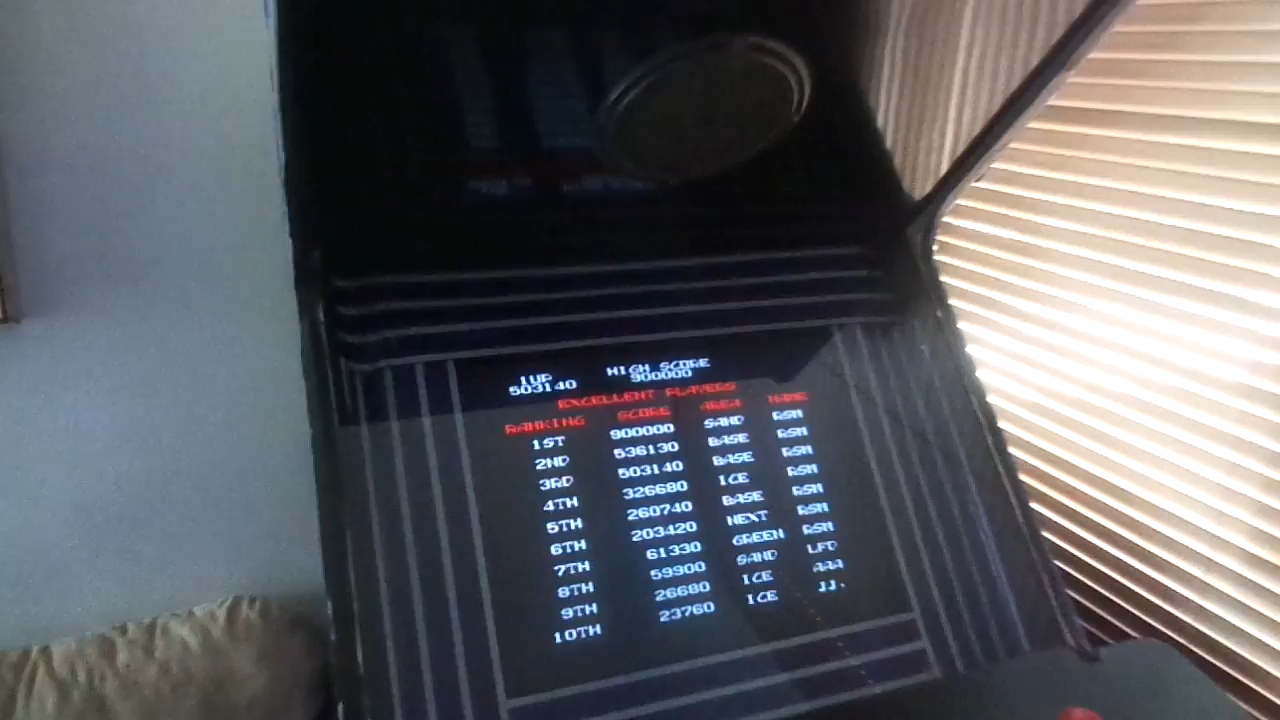 1UP HIGH SCORE
503140 900000
EXCELLENT PLAYERS
RANKING SCORE AREA NAME
1ST 900000 SAND RSM
2ND 536130 BASE RSM
3RD 503140 BASE RSM
4TH 326680 ICE RSM
5TH 260740 BASE RSM
6TH 203420 NEXT RSM
7TH 61330 GREEN RSM
8TH 59900 SAND LFD
9TH 26680 ICE AAA
10TH 23760 ICE JJ.